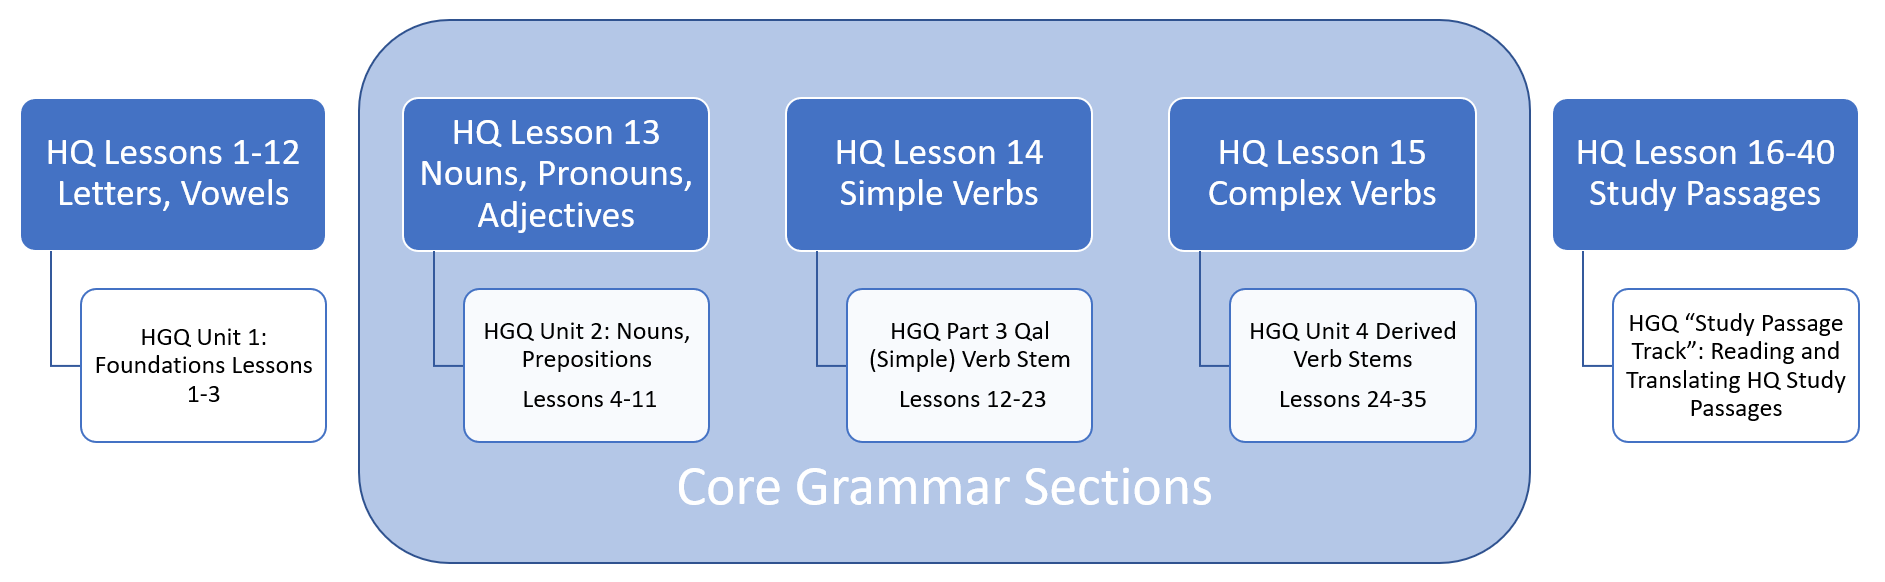 HQ Lessons 1-12
Letters, Vowels
HGQ Unit 1:
Foundations Lessons
1-3
HQ Lesson 13
Nouns, Pronouns,
Adjectives
HGQ Unit 2: Nouns,
Prepositions
Lessons 4-11
HQ Lesson 14
Simple Verbs
HGQ Part 3 Qal
(Simple) Verb Stem
Lessons 12-23
HQ Lesson 15
Complex Verbs
HGQ Unit 4 Derived
Verb Stems
Lessons 24-35
HQ Lesson 16-40
Study Passages
HGQ “Study Passage
Track”: Reading and
Translating HQ Study
Passages
Core Grammar Sections